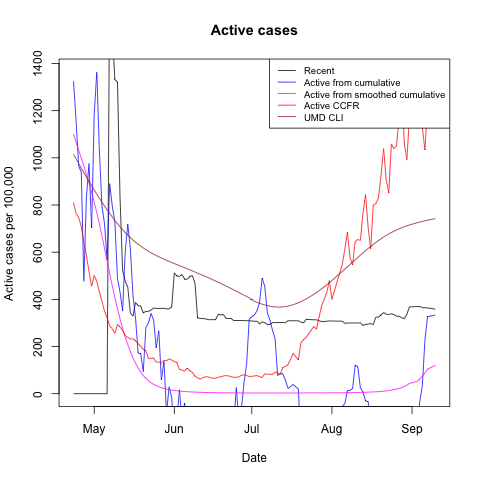 Active cases
Recent
Active from cumulative
Active from smoothed cumulative
Active CCFR
UMD CLI
Active cases per 100,000
1400
1200
1000
800
600
400
200
0
May Jun Jul Aug Sep
Date